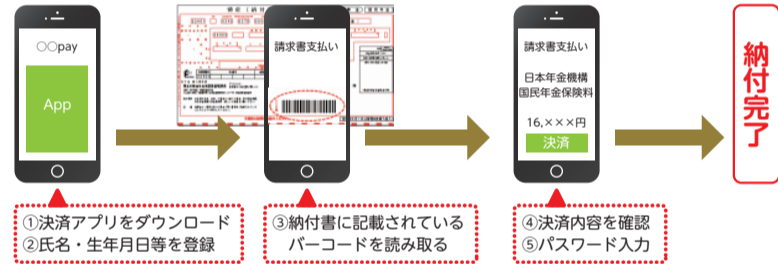 ○○pay
App
請求書支払い
請求書支払い
日本年金機構
国民年金保険料
16,×××円
決済
納付完了
①決済アプリをダウンロード
②氏名・生年月日等を登録
③納付書に記載されている
バーコードを読み取る
④決済内容を確認
⑤パスワード入力